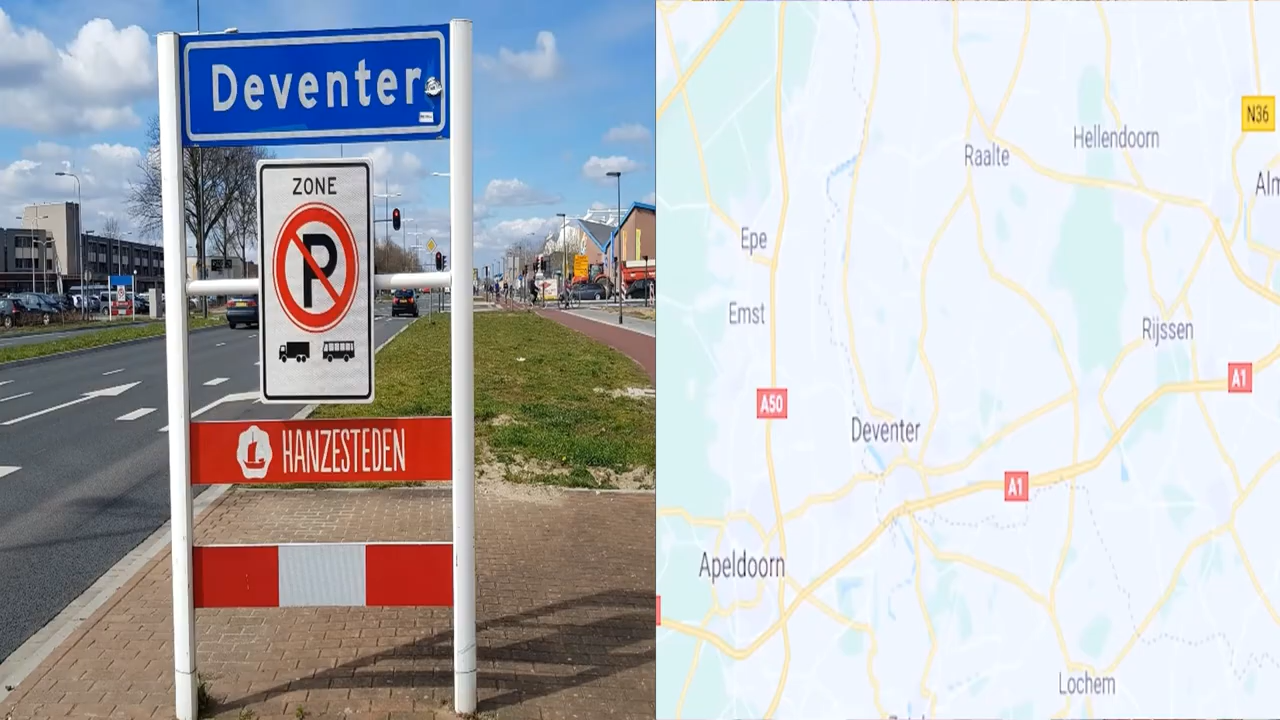 Deventer
ZONE
P
HANZESTEDEN
N36
Hellendoorn
Raalte
Epe
Emst
Rijssen
A1
A50
Deventer
A1
Apeldoorn
Lochem